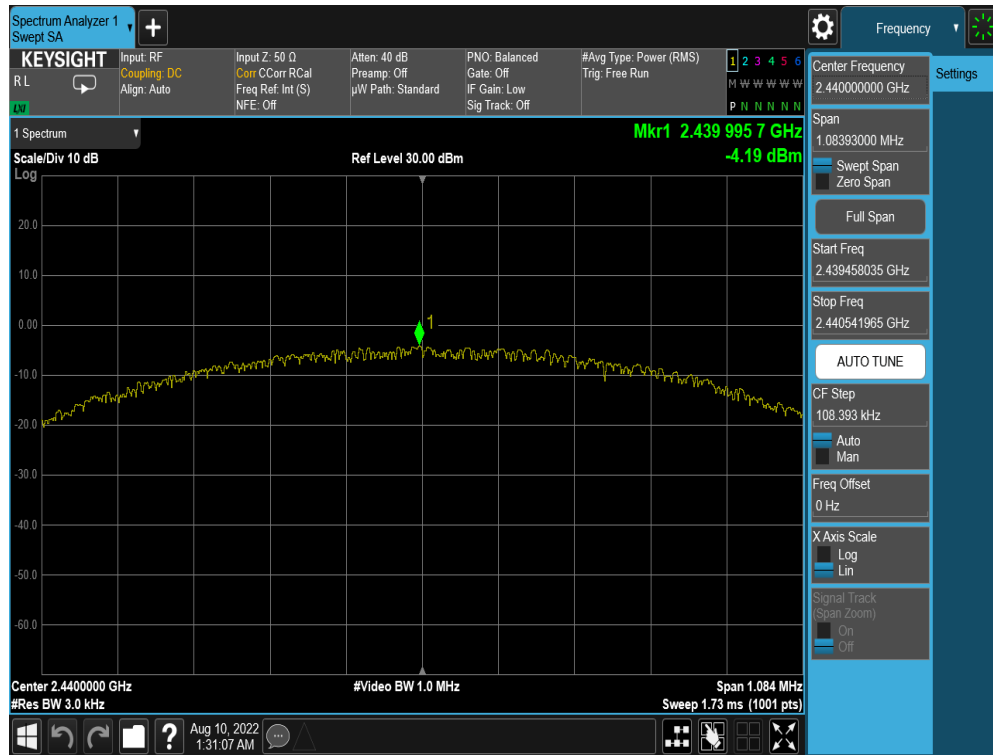 Spectrum Analyzer 1
Swept SA
Frequency
KEYSIGHT
RL
LXI
Input: RF
Coupling: DC
Align: Auto
Input Z: 50 Ω
Corr CCorr RCal
Freq Ref: Int (S)
NFE: Off
Atten: 40 dB
Preamp: Off
µW Path: Standard
PNO: Balanced
Gate: Off
IF Gain: Low
Sig Track: Off
#Avg Type: Power (RMS)
Trig: Free Run
1 2 3 4 5 6
M W W W W W
P N N N N N
1 Spectrum
Mkr1 2.439 995 7 GHz
Scale/Div 10 dB
Ref Level 30.00 dBm
-4.19 dBm
Log
20.0
10.0
0.00
-10.0
-20.0
-30.0
-40.0
-50.0
-60.0
1
Center 2.4400000 GHz
#Video BW 1.0 MHz
Span 1.084 MHz
#Res BW 3.0 kHz
Sweep 1.73 ms (1001 pts)
Center Frequency
2.440000000 GHz
Settings
Span
1.08393000 MHz
Swept Span
Zero Span
Full Span
Start Freq
2.439458035 GHz
Stop Freq
2.440541965 GHz
AUTO TUNE
CF Step
108.393 kHz
Auto
Man
Freq Offset
0 Hz
X Axis Scale
Log
Lin
Signal Track
(Span Zoom)
On
Off
?
Aug 10, 2022
1:31:07 AM